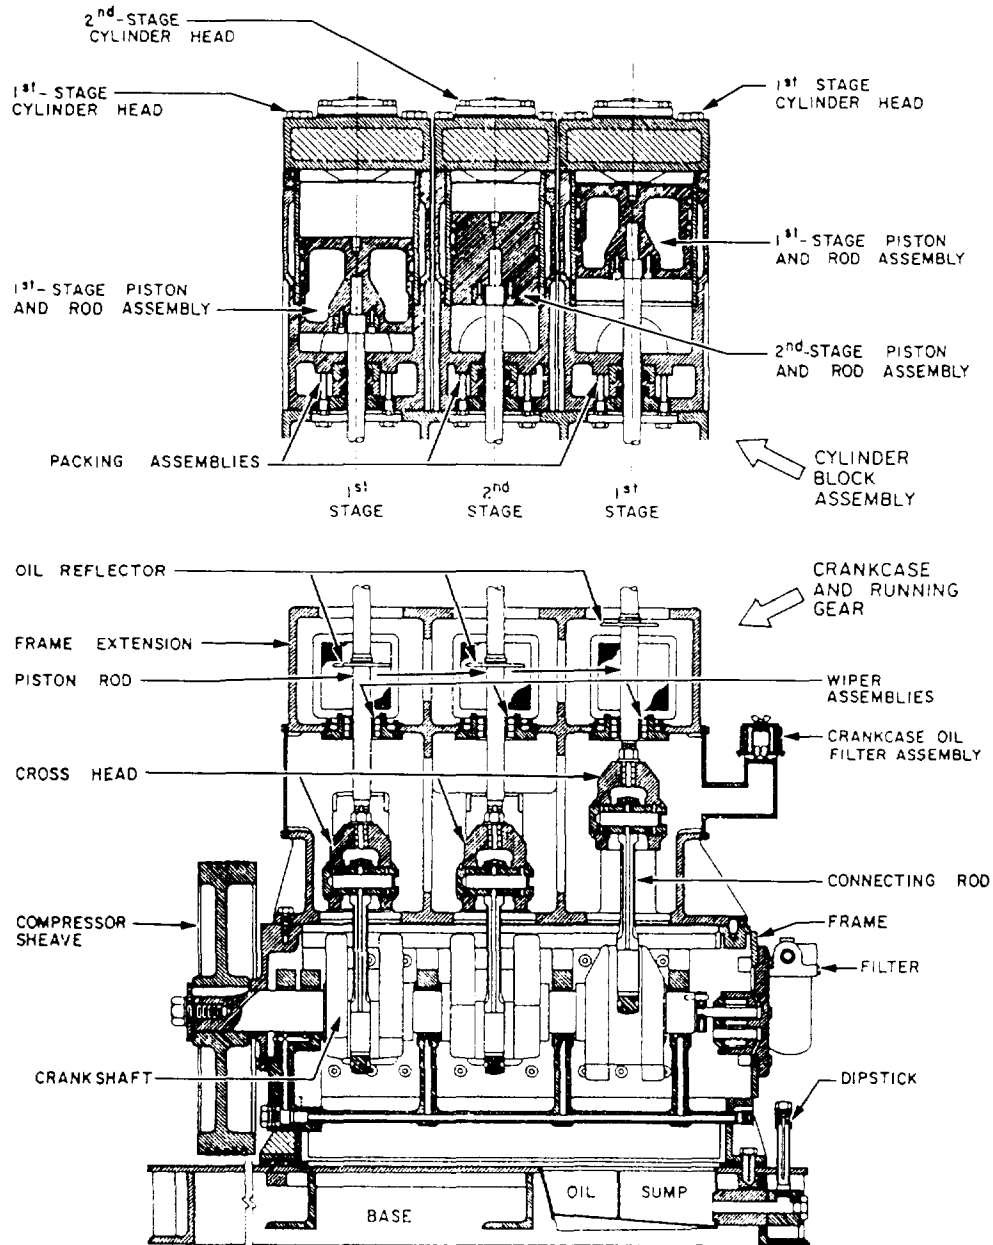 2nd-STAGE
CYLINDER HEAD
1st-STAGE
CYLINDER HEAD
1st STAGE
CYLINDER HEAD
1st-STAGE PISTON
AND ROD ASSEMBLY
1st-STAGE PISTON
AND ROD ASSEMBLY
2nd-STAGE PISTON
AND ROD ASSEMBLY
PACKING ASSEMBLIES
CYLINDER
BLOCK
ASSEMBLY
1st
STAGE
2nd
STAGE
1st
STAGE
OIL REFLECTOR
CRANKCASE
AND RUNNING
GEAR
FRAME EXTENSION
PISTON ROD
WIPER
ASSEMBLIES
CRANKCASE OIL
FILTER ASSEMBLY
CROSS HEAD
CONNECTING ROD
COMPRESSOR
SHEAVE
FRAME
FILTER
CRANKSHAFT
DIPSTICK
OIL SUMP
BASE